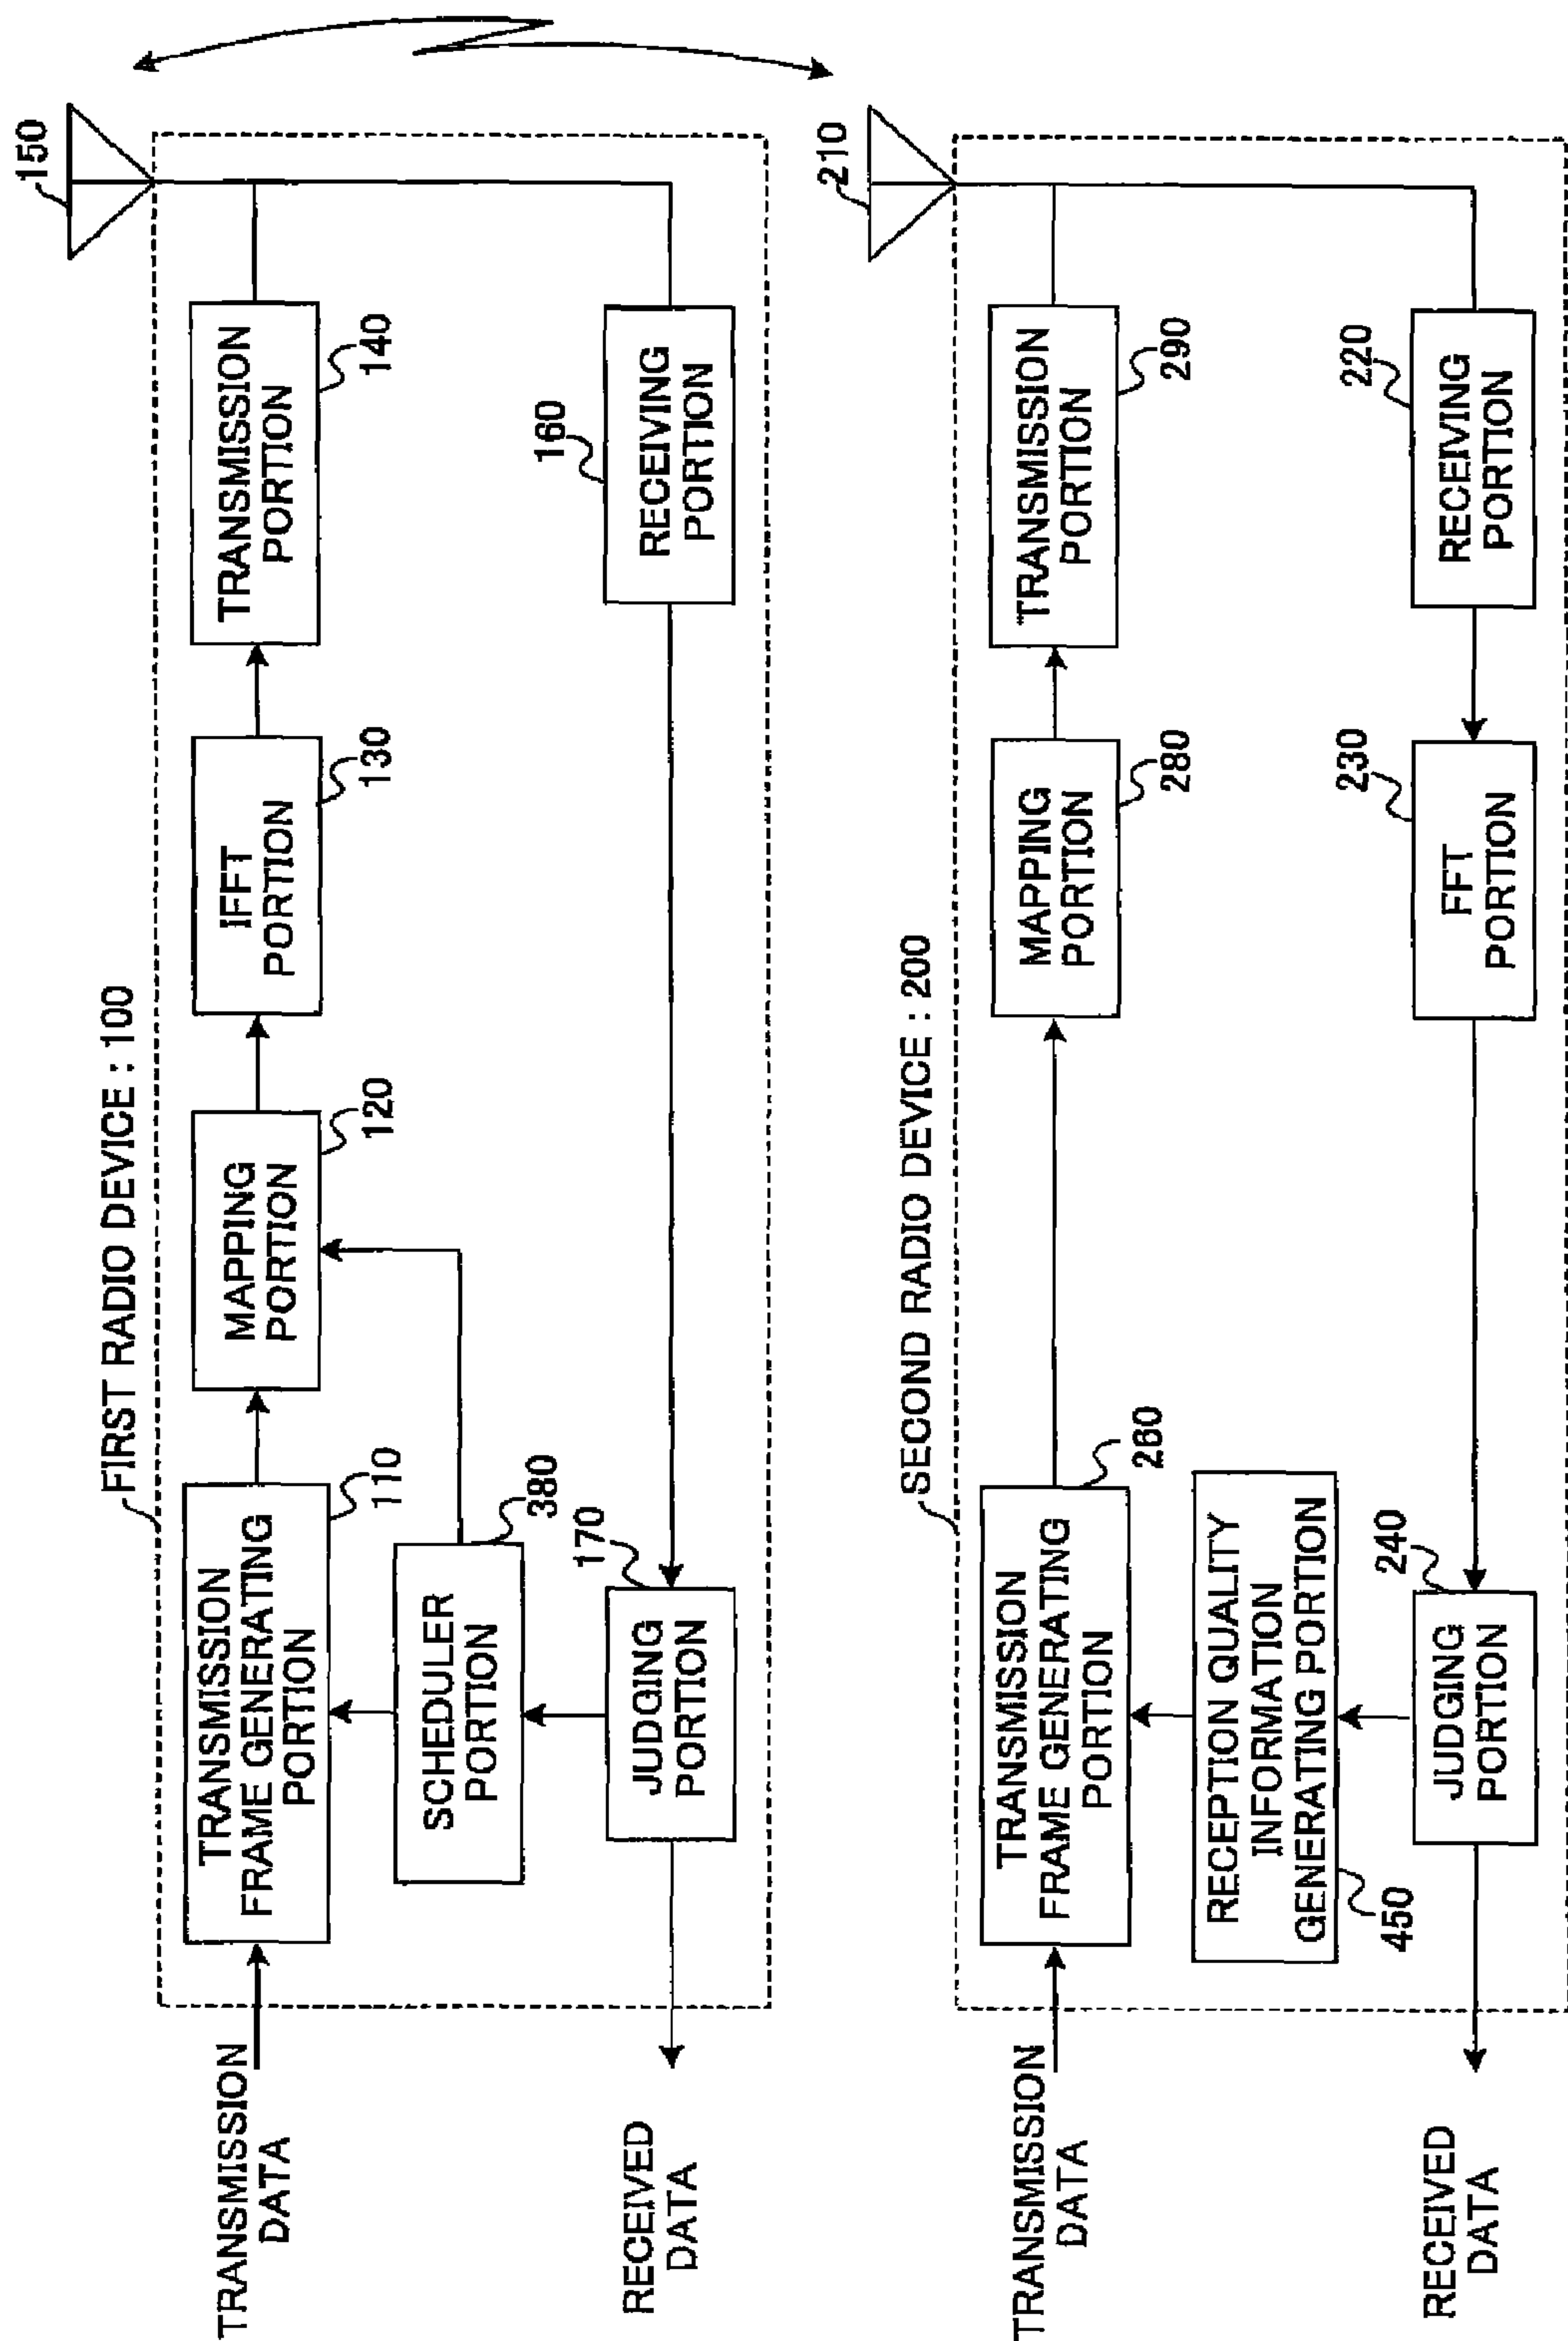 FIRST RADIO DEVICE : 100
150
TRANSMISSION
DATA
TRANSMISSION
FRAME GENERATING
PORTION
110
MAPPING
PORTION
120
IFFT
PORTION
130
TRANSMISSION
PORTION
140
SCHEDULER
PORTION
380
170
JUDGING
PORTION
160
RECEIVING
PORTION
RECEIVED
DATA
SECOND RADIO DEVICE : 200
210
TRANSMISSION
DATA
TRANSMISSION
FRAME GENERATING
PORTION
260
MAPPING
PORTION
280
TRANSMISSION
PORTION
290
RECEPTION QUALITY
INFORMATION
GENERATING PORTION
450
240
JUDGING
PORTION
230
FFT
PORTION
220
RECEIVING
PORTION
RECEIVED
DATA